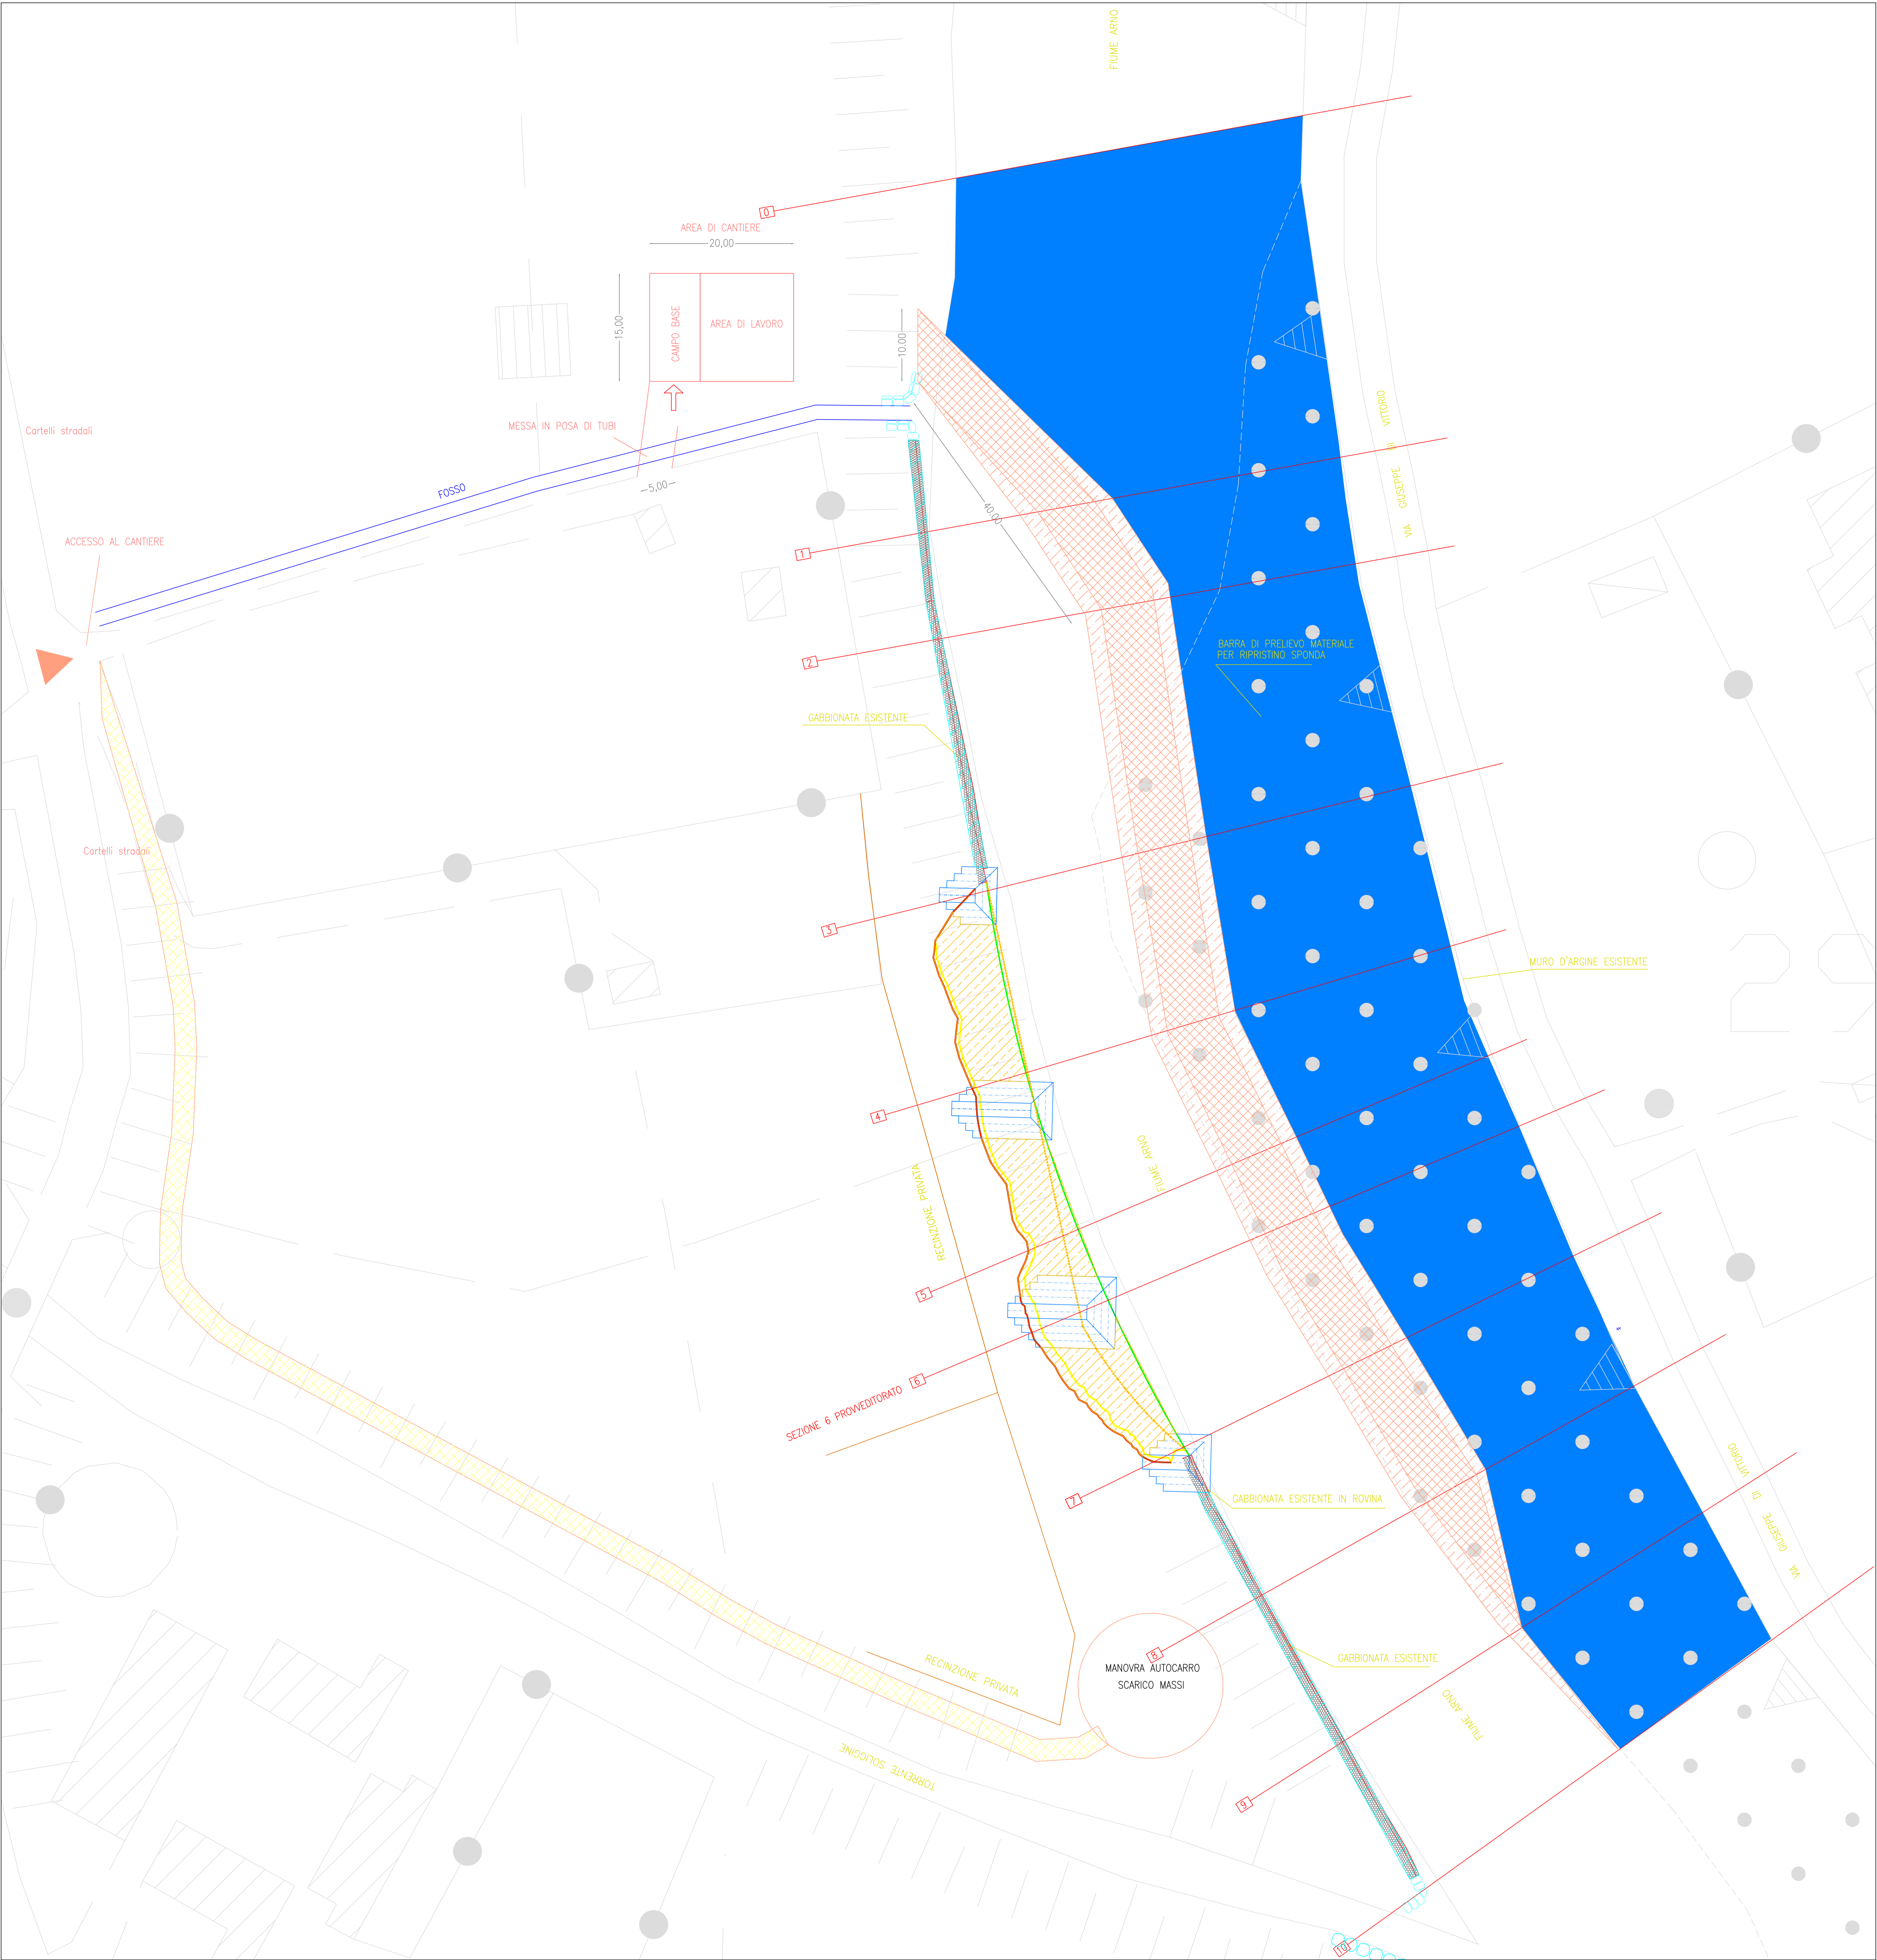 FIUME ARNO
0
AREA DI CANTIERE
20,00
15,00
CAMPO BASE
AREA DI LAVORO
10.00
Cartelli stradali
MESSA IN POSA DI TUBI
VIA GIUSEPPE DI VITTORIO
FOSSO
5,00
40.00
ACCESSO AL CANTIERE
1
2
BARRA DI PRELIEVO MATERIALE
PER RIPRISTINO SPONDA
GABBIONATA ESISTENTE
Cartelli stradali
3
MURO D'ARGINE ESISTENTE
4
FIUME ARNO
RECINZIONE PRIVATA
5
6
SEZIONE 6 PROVVEDITORATO
7
GABBIONATA ESISTENTE IN ROVINA
VIA GIUSEPPE DI VITTORIO
8
MANOVRA AUTOCARRO
SCARICO MASSI
RECINZIONE PRIVATA
GABBIONATA ESISTENTE
FIUME ARNO
TORRENTE SOLIGGINE
9
10